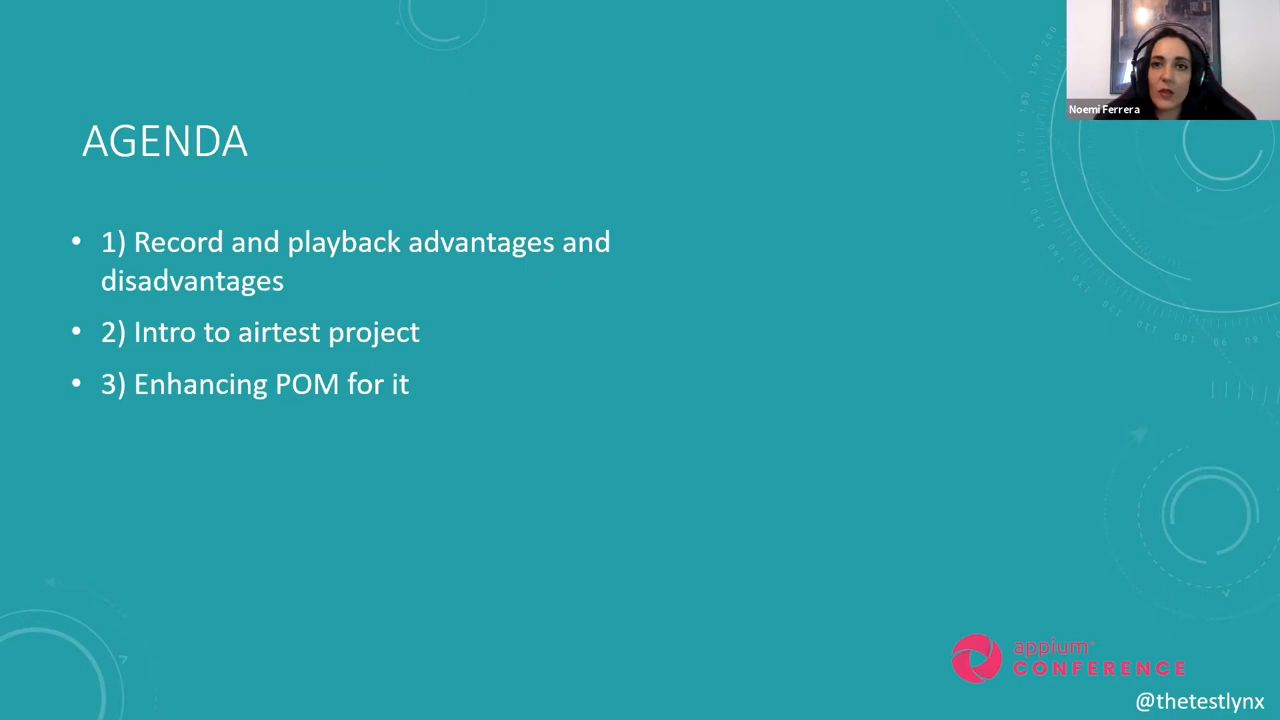 Noemi Ferrera
AGENDA
• 1) Record and playback advantages and
disadvantages
• 2) Intro to airtest project
• 3) Enhancing POM for it
appium
CONFERENCE
@thetestlynx